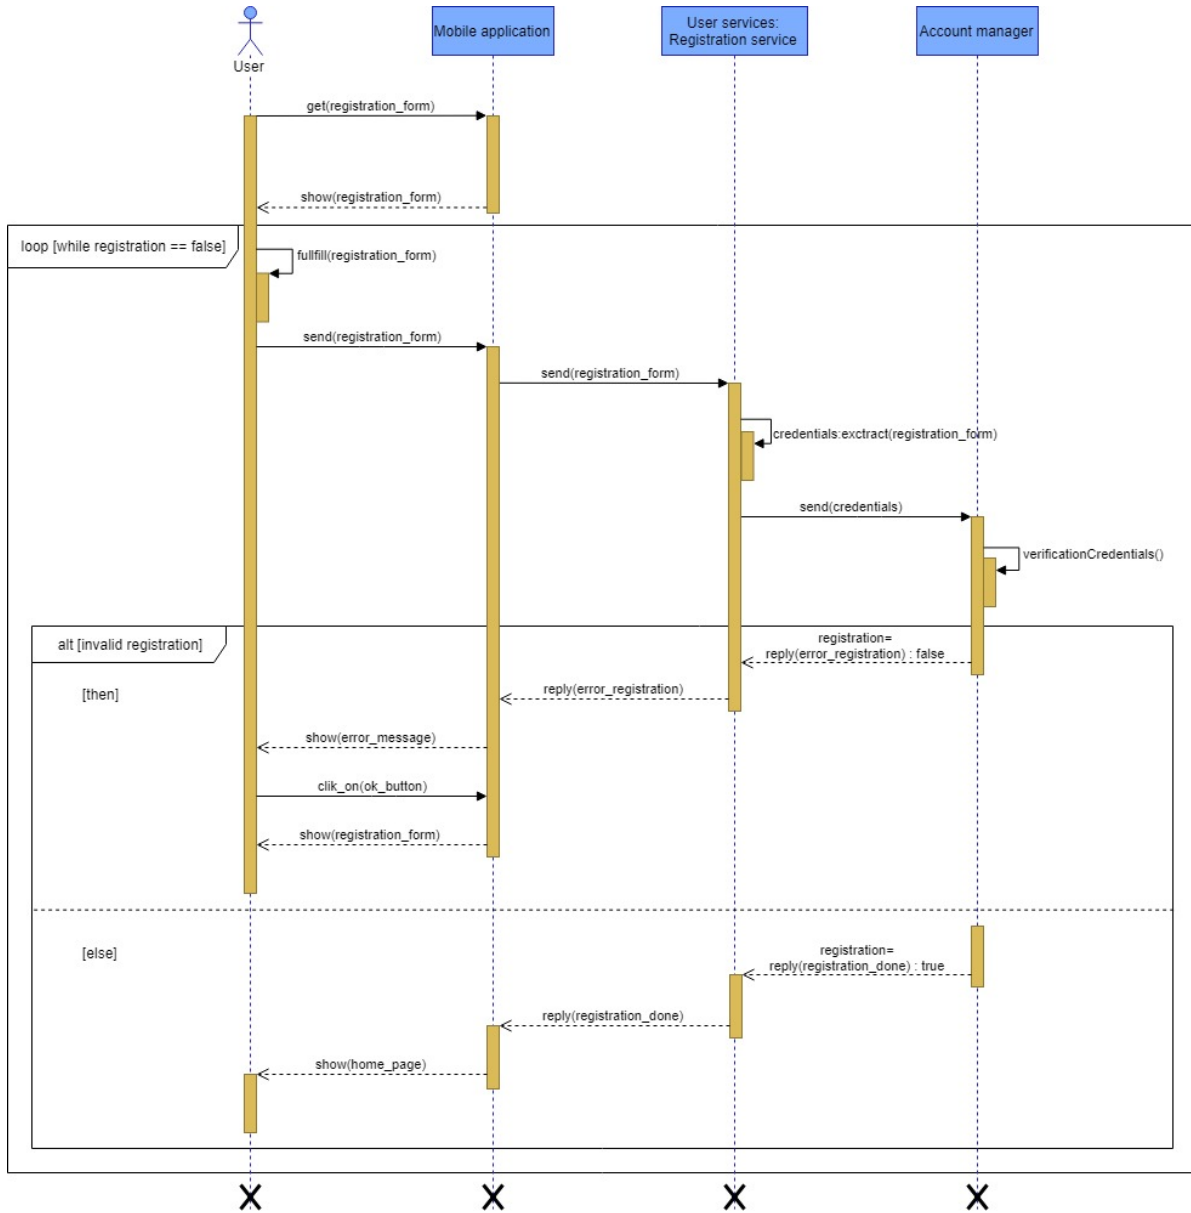 User
Mobile application
User services:
Registration service
Account manager
get(registration_form)
show(registration_form)
loop [while registration == false]
fullfill(registration_form)
send(registration_form)
send(registration_form)
credentials:exctract(registration_form)
send(credentials)
verificationCredentials()
alt [invalid registration]
registration=
reply(error_registration) : false
[then]
reply(error_registration)
show(error_message)
clik_on(ok_button)
show(registration_form)
[else]
registration=
reply(registration_done) : true
reply(registration_done)
show(home_page)